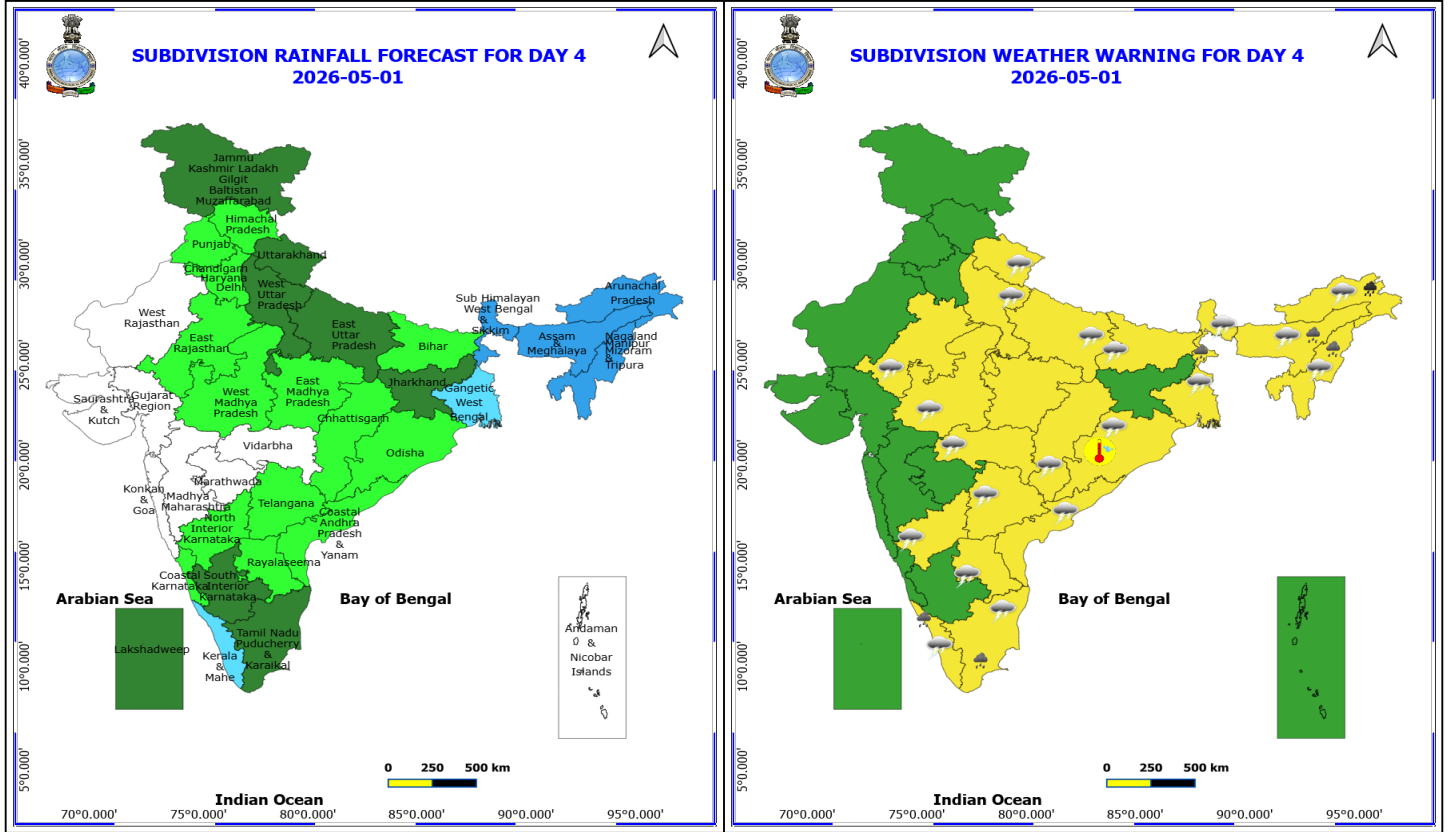 SUBDIVISION RAINFALL FORECAST FOR DAY 4
2026-05-01
40°0.000'
35°0.000'
30°0.000'
25°0.000'
20°0.000'
15°0.000'
10°0.000'
5°0.000'
Jammu
Kashmir Ladakh
Gilgit
Baltistan
Muzaffarabad
Himachal
Pradesh
Punjab
Uttarakhand
Chandigarh
Haryana
Delhi
West
Uttar
Pradesh
West
Rajasthan
East
Rajasthan
East
Uttar
Pradesh
Bihar
Sub Himalayan
West Bengal
&
Sikkim
Arunachal
Pradesh
Assam
&
Meghalaya
Nagaland
Manipur
Mizoram
&
Tripura
Jharkhand
Gangetic
West
Bengal
Saurashtra
&
Kutch
Gujarat
Region
West
Madhya
Pradesh
East
Madhya
Pradesh
Chhattisgarh
Odisha
Vidarbha
Marathwada
Konkan
&
Goa
Madhya
Maharashtra
North
Interior
Karnataka
Telangana
Coastal
Andhra
Pradesh
&
Yanam
Rayalaseema
Coastal
Karnataka
South
Interior
Karnataka
Arabian Sea
Bay of Bengal
Lakshadweep
Kerala
&
Mahe
Tamil Nadu
Puducherry
&
Karaikal
Andaman
&
Nicobar
Islands
0 250 500 km
Indian Ocean
70°0.000' 75°0.000' 80°0.000' 85°0.000' 90°0.000' 95°0.000'
SUBDIVISION WEATHER WARNING FOR DAY 4
2026-05-01
40°0.000'
35°0.000'
30°0.000'
25°0.000'
20°0.000'
15°0.000'
10°0.000'
5°0.000'
Arabian Sea
Bay of Bengal
0 250 500 km
Indian Ocean
70°0.000' 75°0.000' 80°0.000' 85°0.000' 90°0.000' 95°0.000'